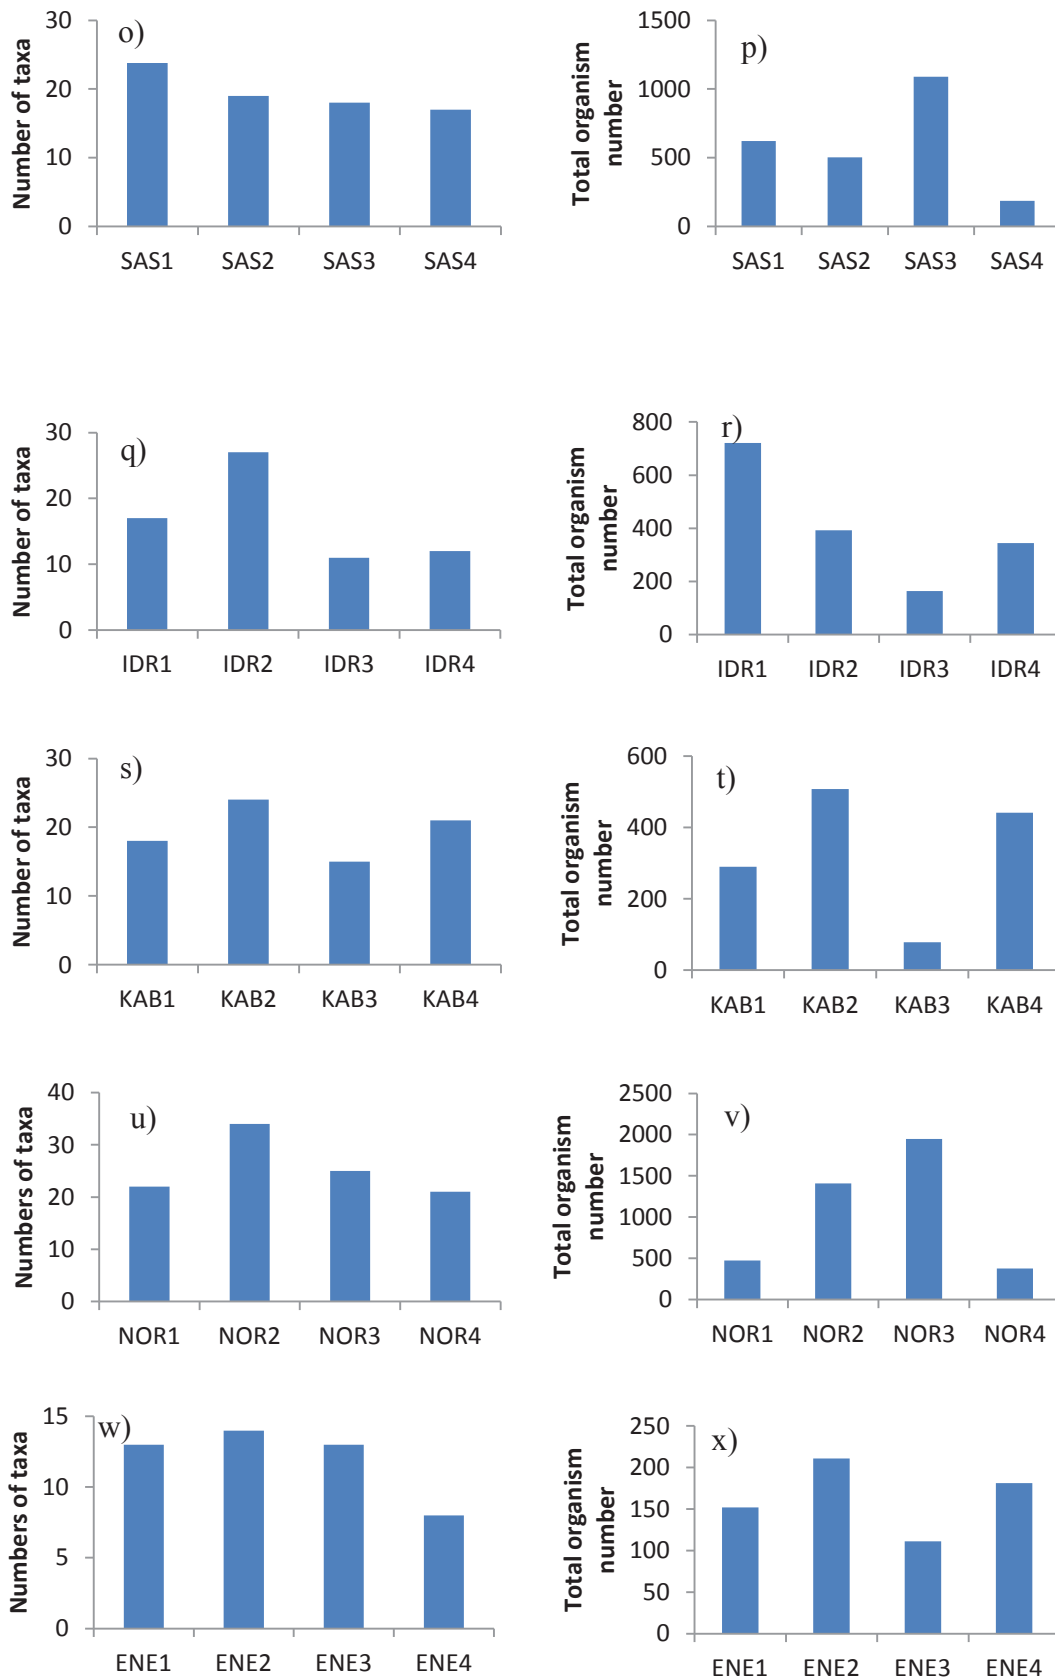 o)
Number of taxa
30
20
10
0
SAS1 SAS2 SAS3 SAS4
p)
Total organism
number
1500
1000
500
0
SAS1 SAS2 SAS3 SAS4
q)
Number of taxa
30
20
10
0
IDR1 IDR2 IDR3 IDR4
r)
Total organism
number
800
600
400
200
0
IDR1 IDR2 IDR3 IDR4
s)
Number of taxa
30
20
10
0
KAB1 KAB2 KAB3 KAB4
t)
Total organism
number
600
400
200
0
KAB1 KAB2 KAB3 KAB4
u)
Numbers of taxa
40
30
20
10
0
NOR1 NOR2 NOR3 NOR4
v)
Total organism
number
2500
2000
1500
1000
500
0
NOR1 NOR2 NOR3 NOR4
w)
Numbers of taxa
15
10
5
0
ENE1 ENE2 ENE3 ENE4
x)
Total organism
number
250
200
150
100
50
0
ENE1 ENE2 ENE3 ENE4